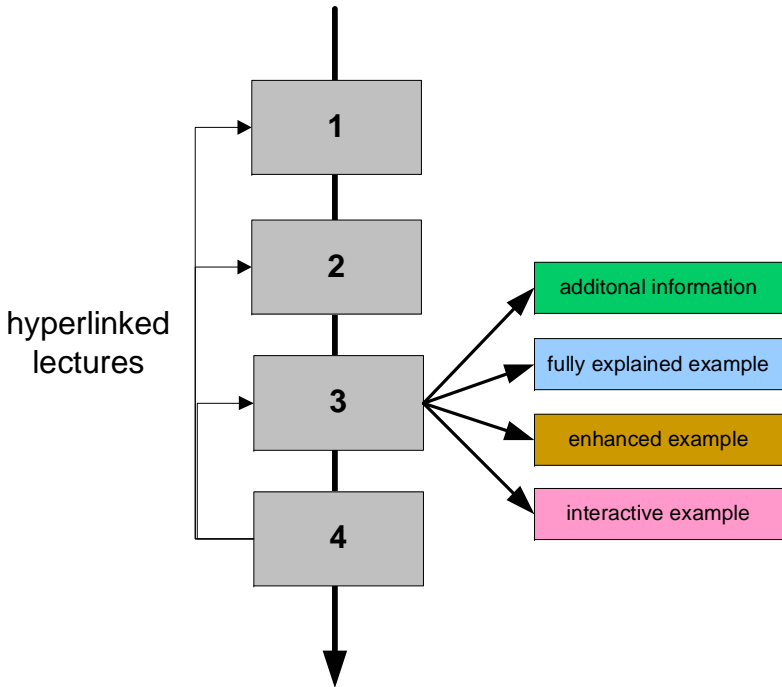 1
2
3
4
hyperlinked
lectures
additonal information
fully explained example
enhanced example
interactive example